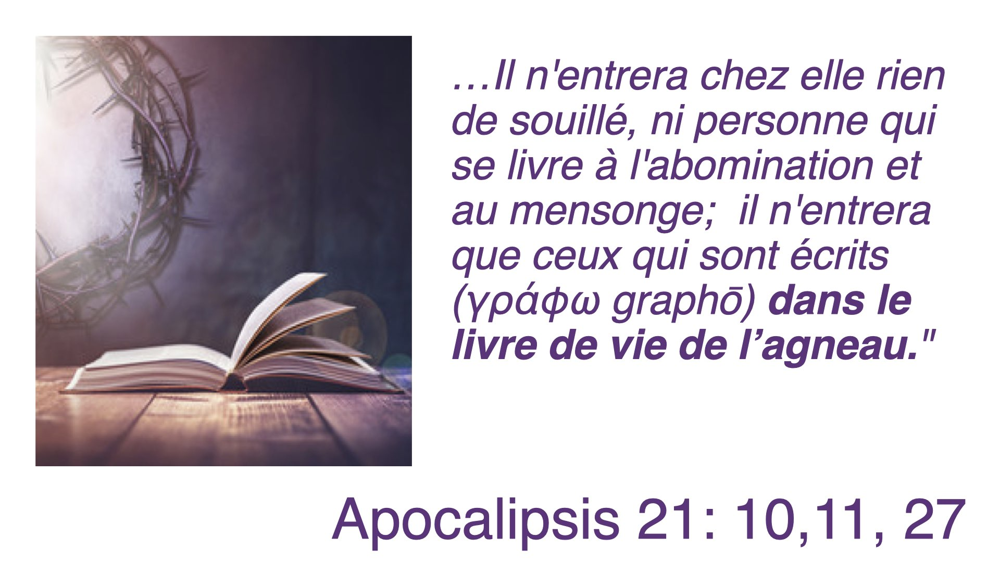 …Il n'entrera chez elle rien
de souillé, ni personne qui
se livre à l'abomination et
au mensonge;  il n'entrera
que ceux qui sont écrits
(γράφω graphō) dans le
livre de vie de l’agneau."
Apocalipsis 21: 10,11, 27